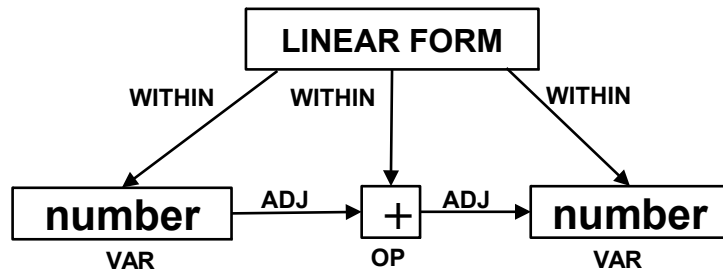 LINEAR FORM
WITHIN WITHIN WITHIN
number ADJ + ADJ number
VAR OP VAR